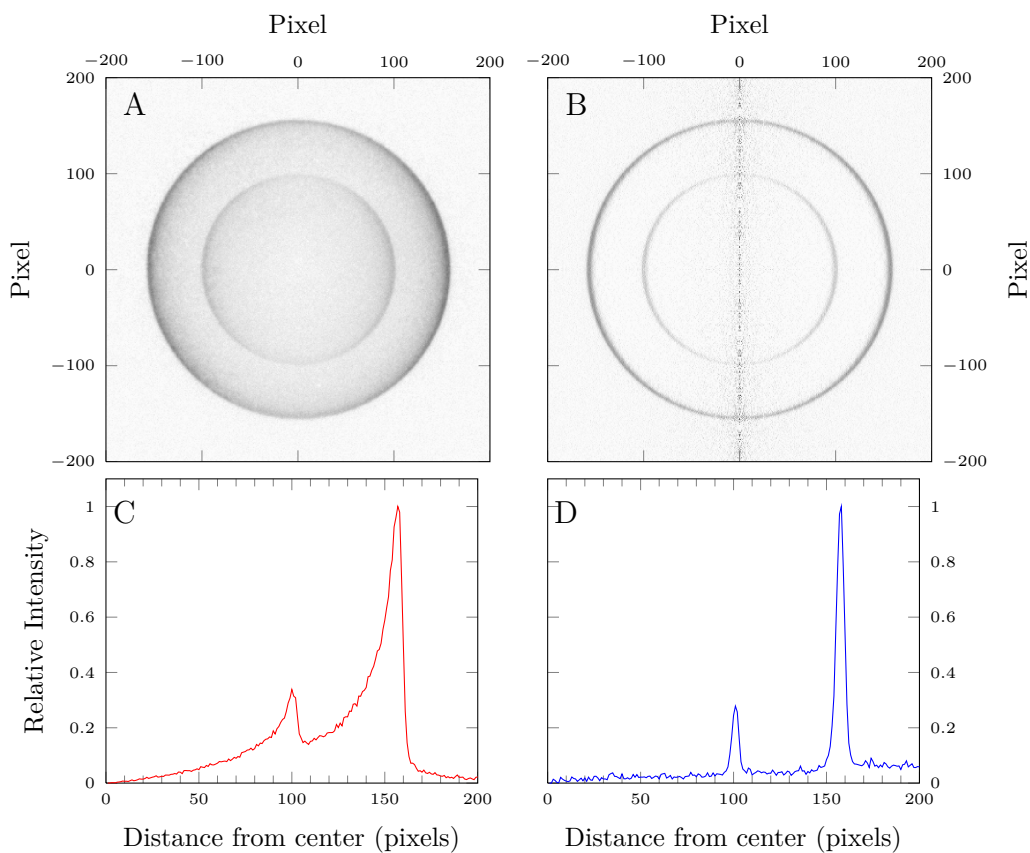 Pixel Pixel
−200 −100 0 100 200 −200 −100 0 100 200
A B
200 200
100 100
0 0
−100 −100
−200 −200
Pixel Pixel
C D
1 1
0.8 0.8
0.6 0.6
0.4 0.4
0.2 0.2
0 0
Relative Intensity
0 50 100 150 200 0 50 100 150 200
Distance from center (pixels) Distance from center (pixels)